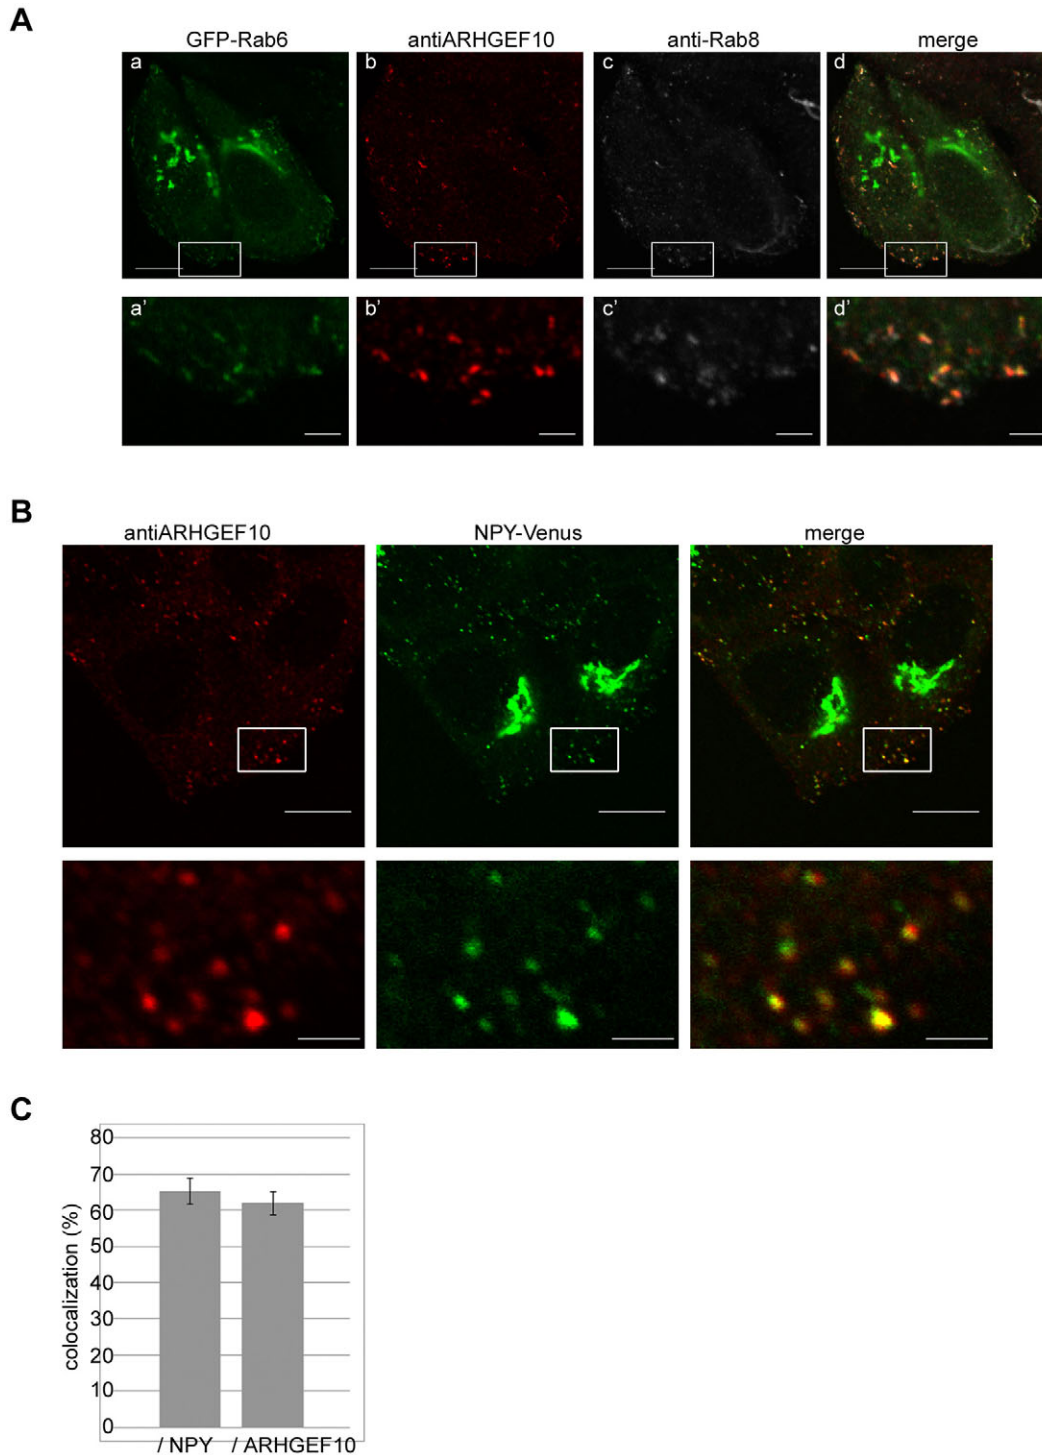 A
GFP-Rab6 antiARHGEF10 anti-Rab8 merge
a b c d
a' b' c' d'
B
antiARHGEF10 NPY-Venus merge
C
colocalization (%)
80
70
60
50
40
30
20
10
0
/ NPY / ARHGEF10